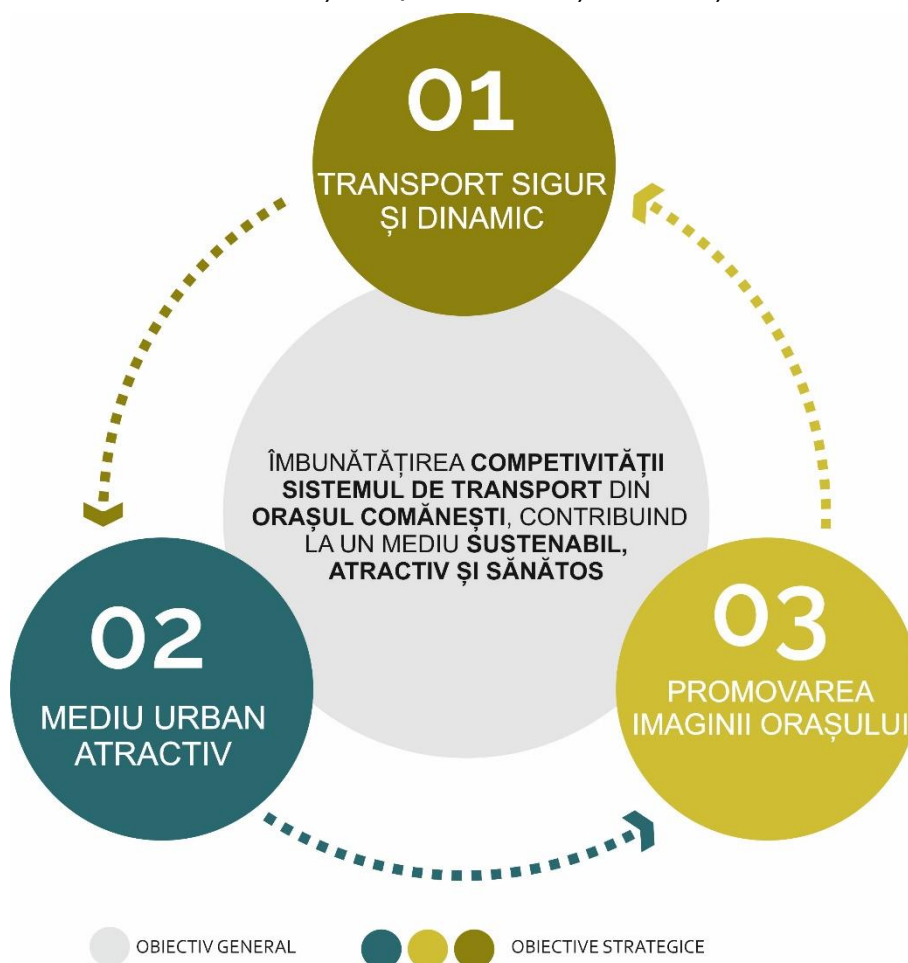 01
TRANSPORT SIGUR
ȘI DINAMIC
ÎMBUNĂTĂȚIREA COMPETIVITĂȚII
SISTEMUL DE TRANSPORT DIN
ORAȘUL COMĂNEȘTI, CONTRIBUIND
LA UN MEDIU SUSTENABIL,
ATRACTIV ȘI SĂNĂTOS
02
MEDIU URBAN
ATRACTIV
03
PROMOVAREA
IMAGINII ORAȘULUI
OBIECTIV GENERAL
OBIECTIVE STRATEGICE